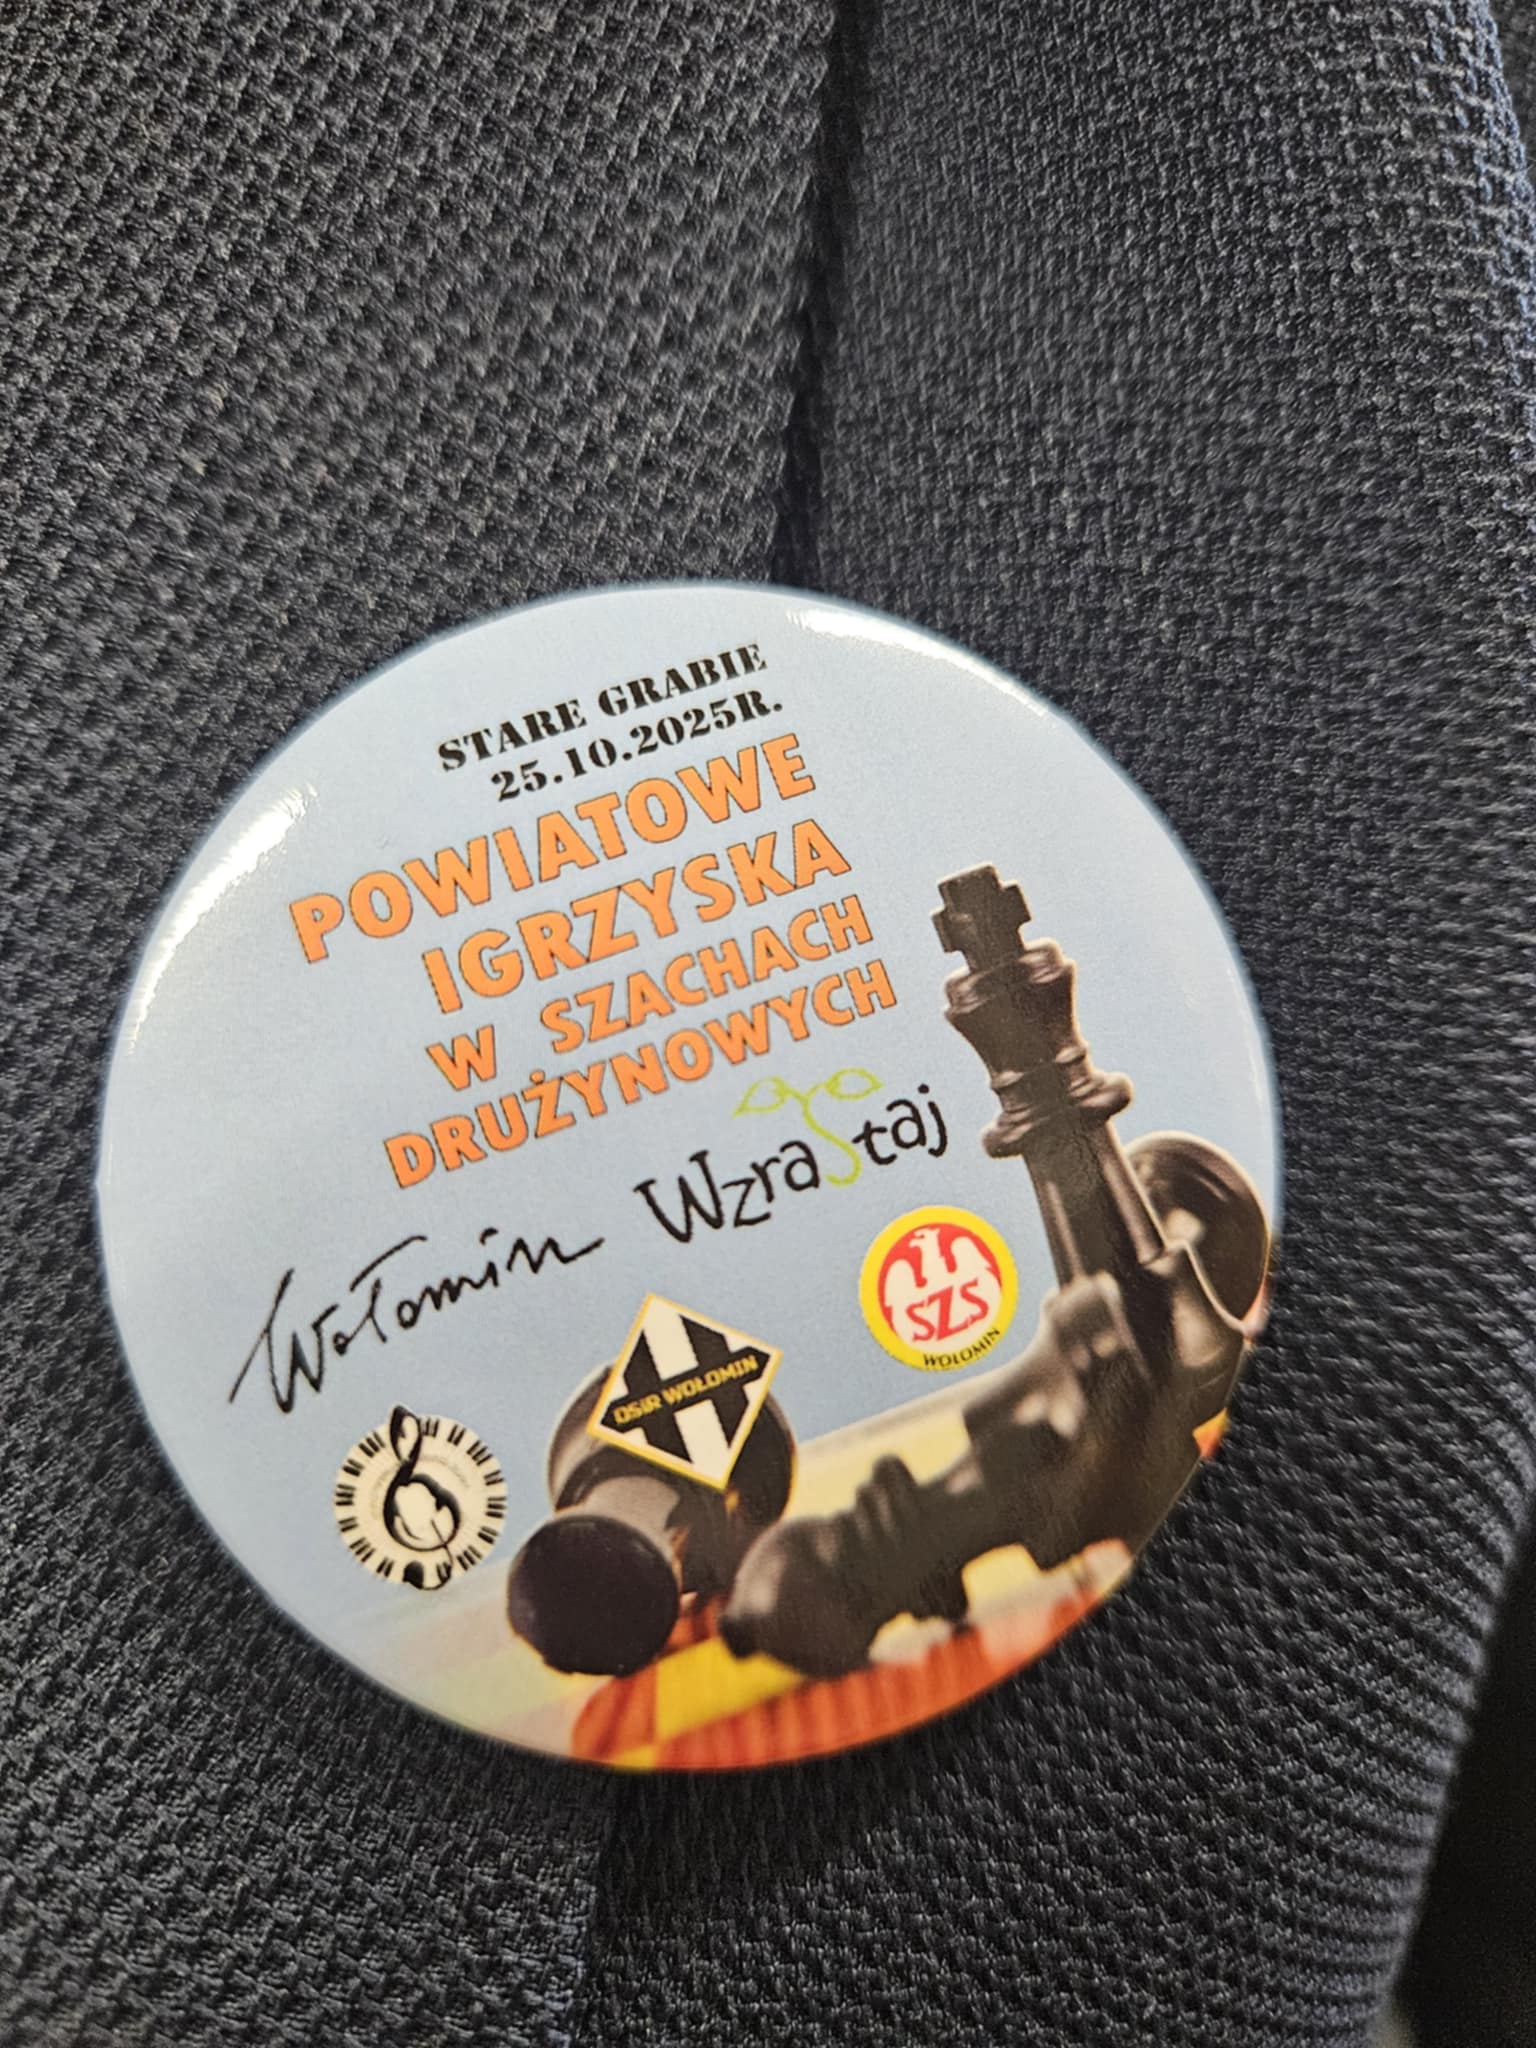 STARE GRABIE
25.10.2025R.
POWIATOWE
IGRZYSKA
W SZACHACH
DRUŻYNOWYCH
Wołomin Wzrastaj
OSiR WOŁOMIN
SZS
WOŁOMIN